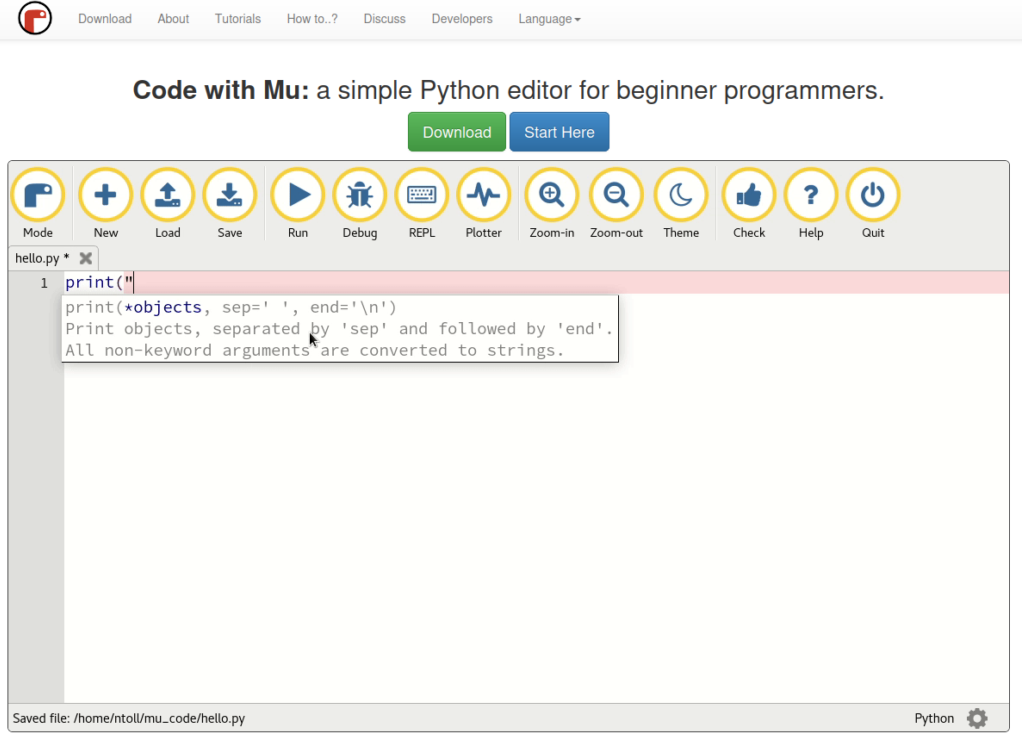 Download About Tutorials How to..? Discuss Developers Language
Code with Mu: a simple Python editor for beginner programmers.
Download Start Here
Mode New Load Save Run Debug REPL Plotter Zoom-in Zoom-out Theme Check Help Quit
hello.py *
1 print("
print(*objects, sep=' ', end='\n')
Print objects, separated by 'sep' and followed by 'end'.
All non-keyword arguments are converted to strings.
Saved file: /home/ntoll/mu_code/hello.py Python